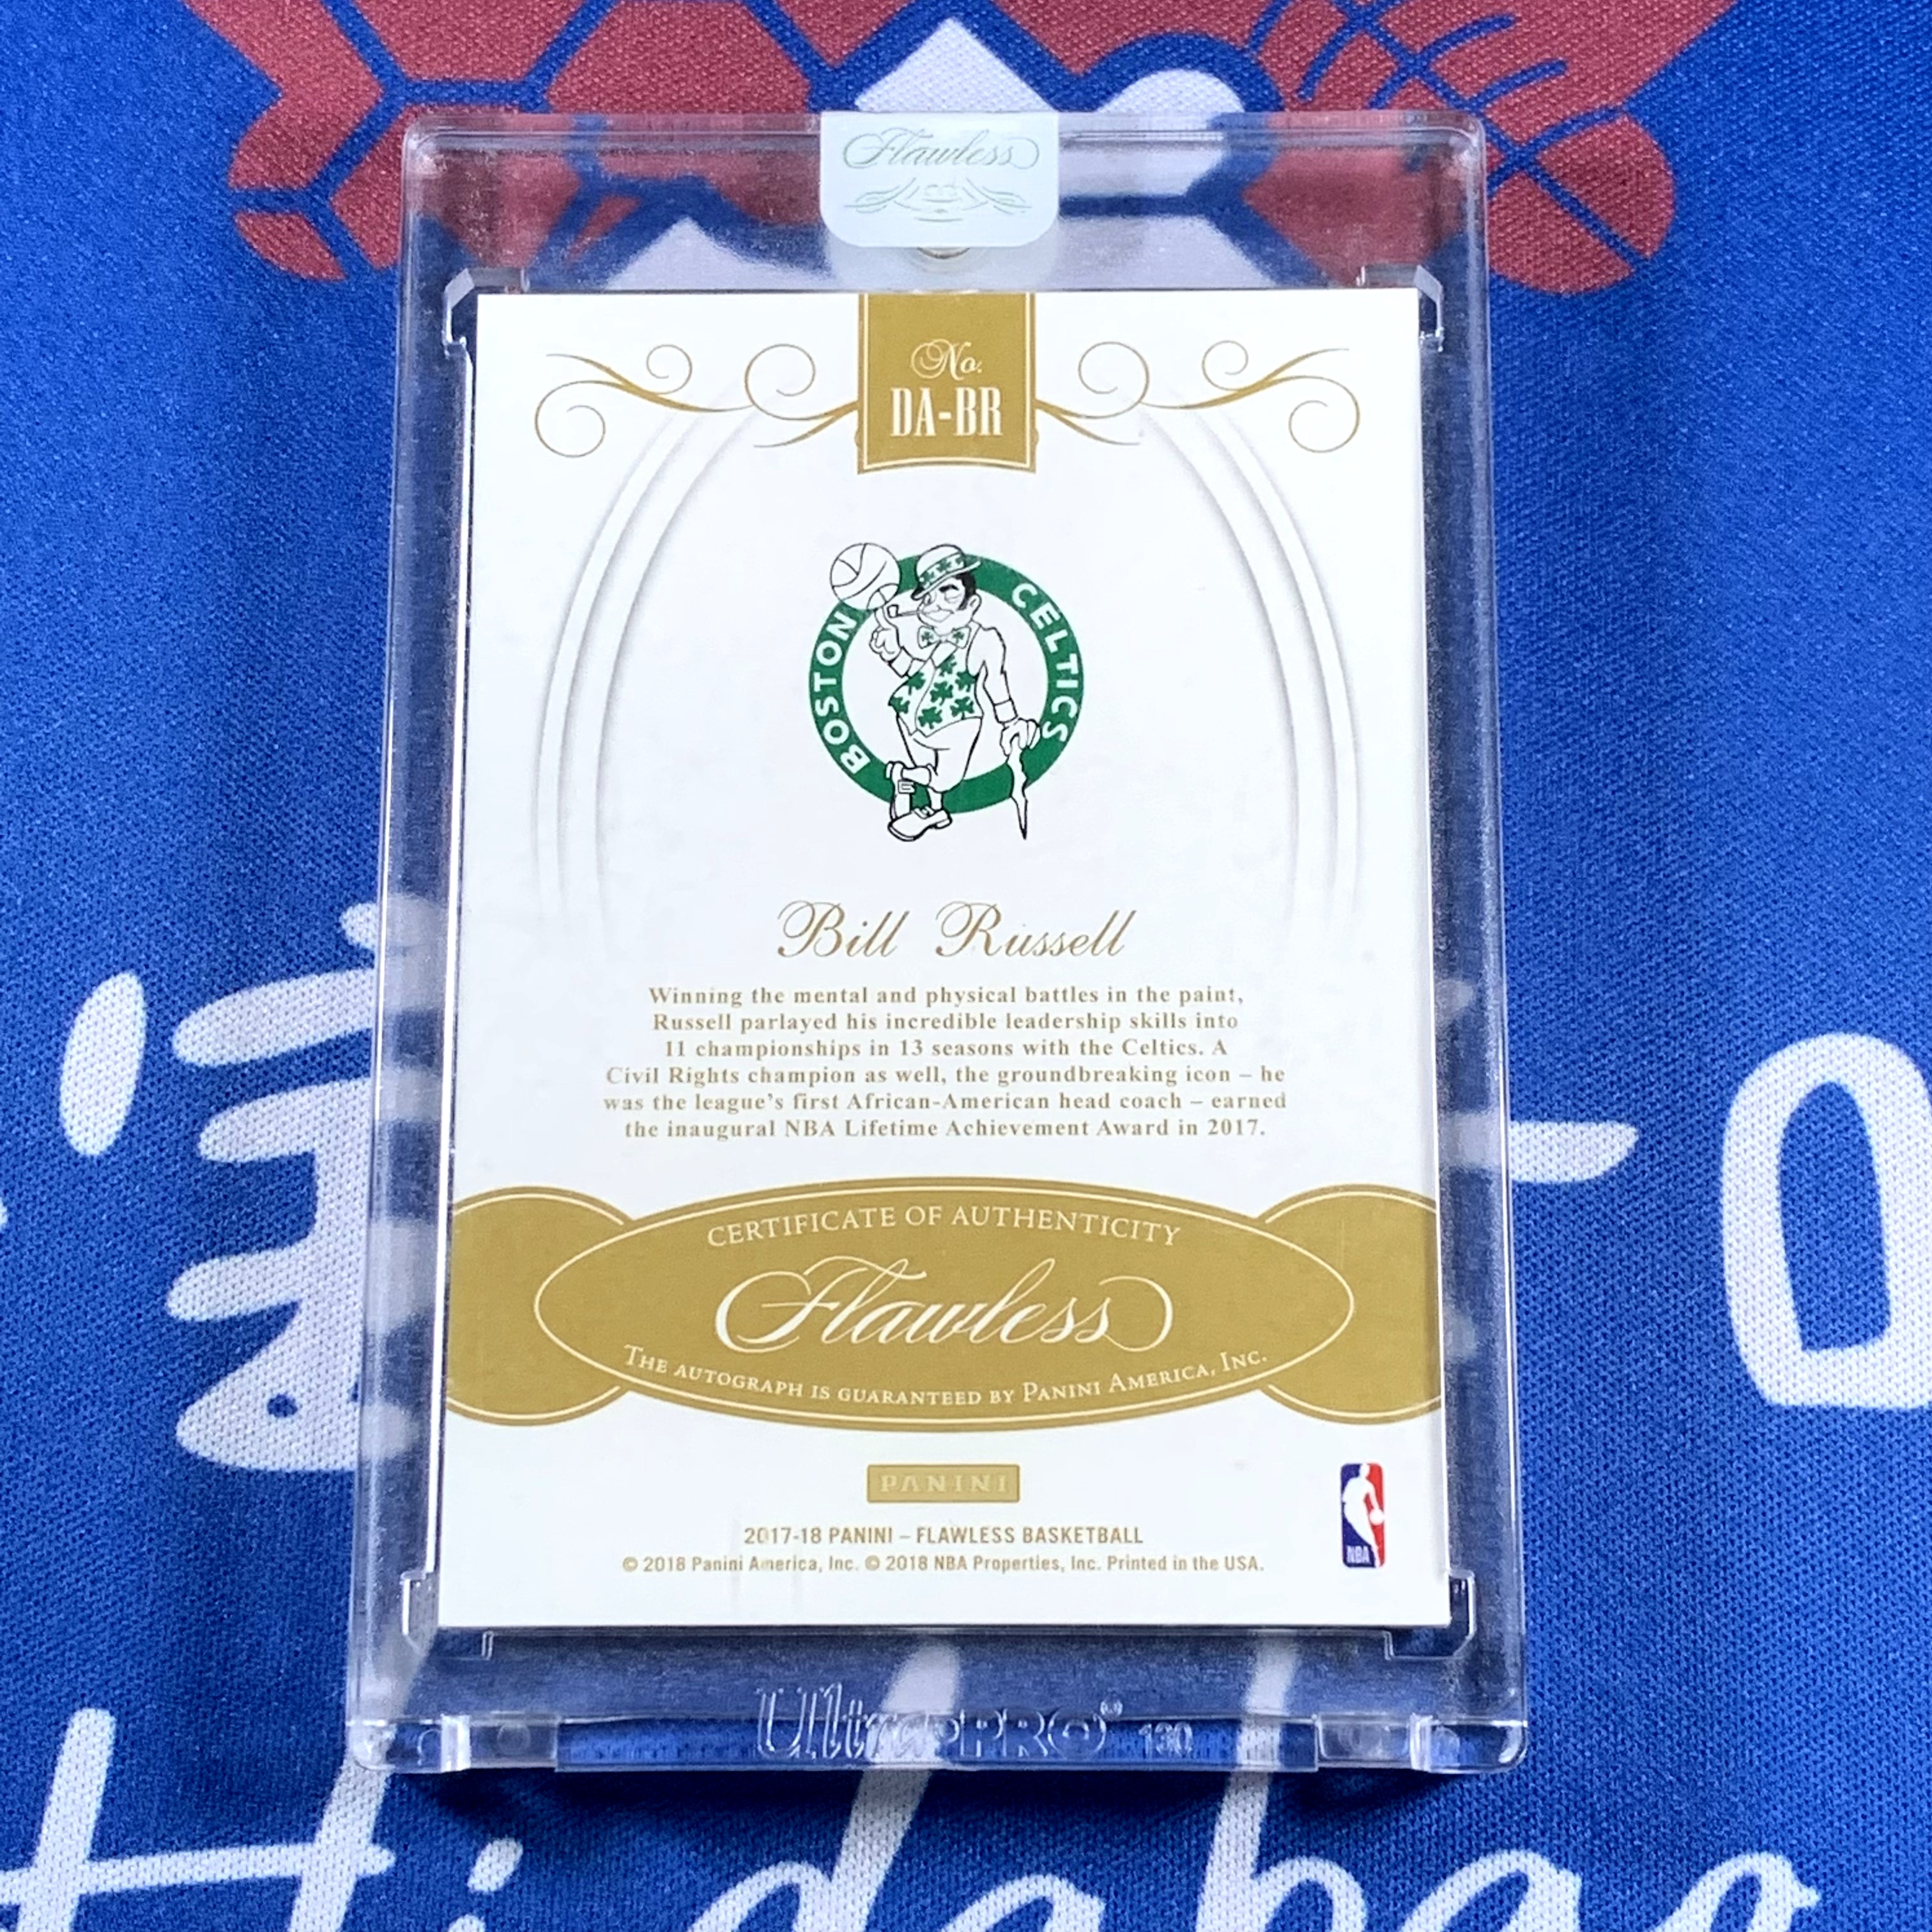 Flawless
No.
DA-BR
BOSTON CELTICS
Bill Russell
Winning the mental and physical battles in the paint,
Russell parlayed his incredible leadership skills into
11 championships in 13 seasons with the Celtics. A
Civil Rights champion as well, the groundbreaking icon – he
was the league's first African-American head coach – earned
the inaugural NBA Lifetime Achievement Award in 2017.
CERTIFICATE OF AUTHENTICITY
Flawless
THE AUTOGRAPH IS GUARANTEED BY PANINI AMERICA, INC.
PANINI
NBA
2017-18 PANINI – FLAWLESS BASKETBALL
© 2018 Panini America, Inc. © 2018 NBA Properties, Inc. Printed in the USA.
Ultra·PRO® 130